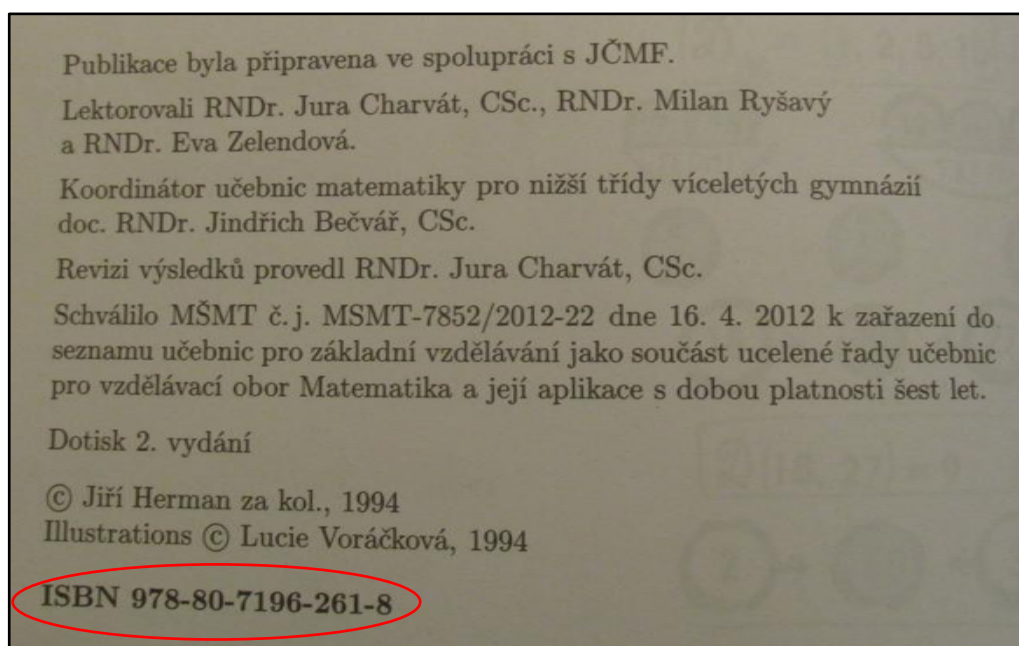 Publikace byla připravena ve spolupráci s JČMF.
Lektorovali RNDr. Jura Charvát, CSc., RNDr. Milan Ryšavý
a RNDr. Eva Zelendová.
Koordinátor učebnic matematiky pro nižší třídy víceletých gymnázií
doc. RNDr. Jindřich Bečvář, CSc.
Revizi výsledků provedl RNDr. Jura Charvát, CSc.
Schválilo MŠMT č. j. MSMT-7852/2012-22 dne 16. 4. 2012 k zařazení do
seznamu učebnic pro základní vzdělávání jako součást ucelené řady učebnic
pro vzdělávací obor Matematika a její aplikace s dobou platnosti šest let.
Dotisk 2. vydání
© Jiří Herman za kol., 1994
Illustrations © Lucie Voráčková, 1994
ISBN 978-80-7196-261-8